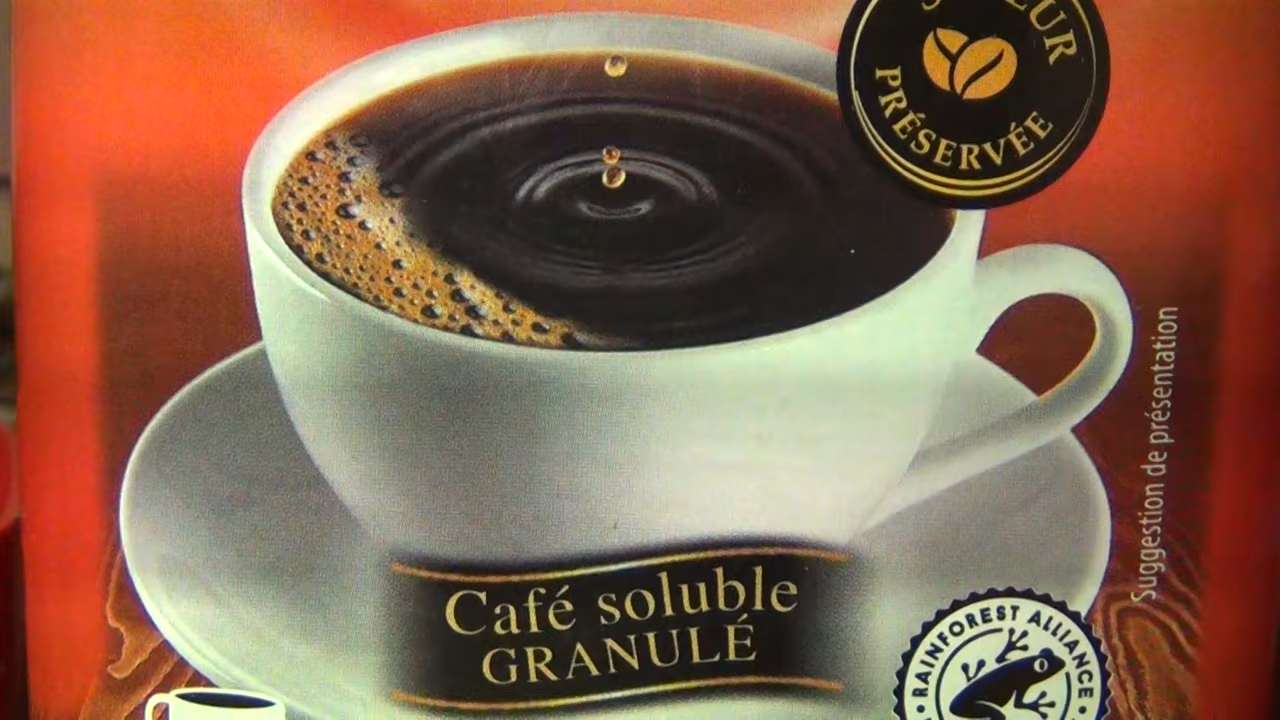 PRÉSERVÉE
Suggestion de présentation
Café soluble
GRANULÉ
RAINFOREST ALLIANCE